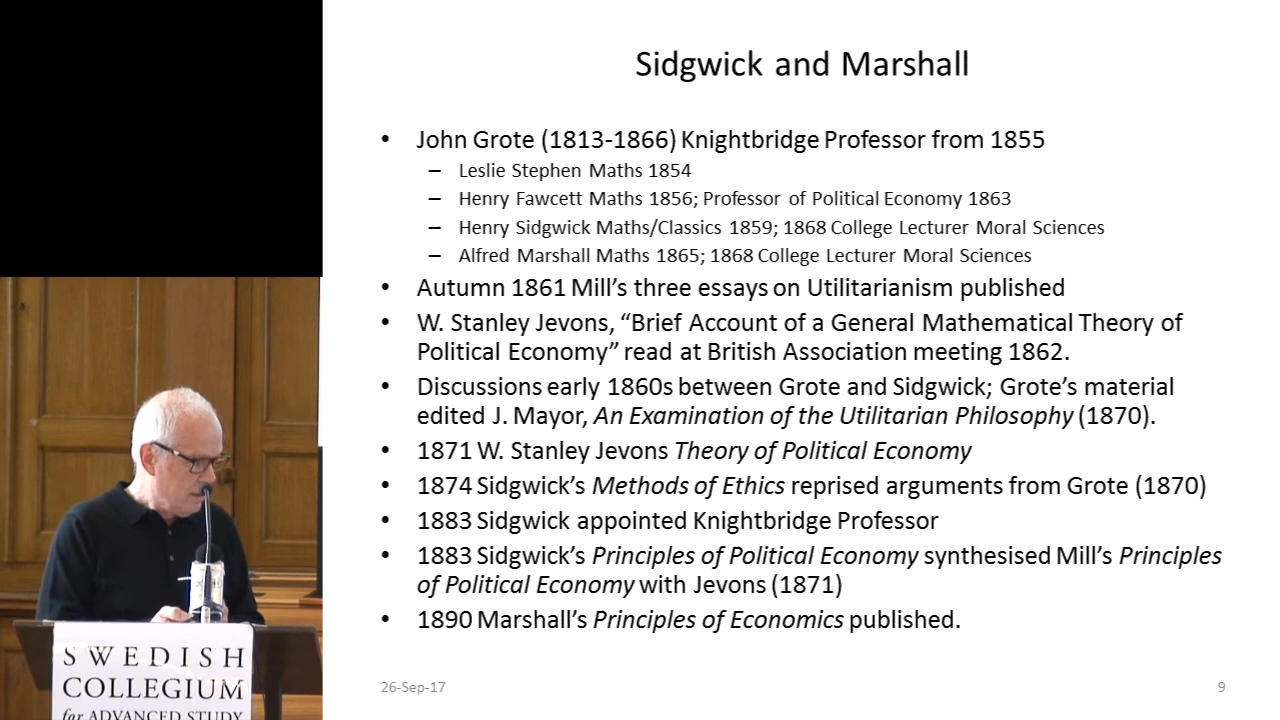 Sidgwick and Marshall
• John Grote (1813-1866) Knightbridge Professor from 1855
– Leslie Stephen Maths 1854
– Henry Fawcett Maths 1856; Professor of Political Economy 1863
– Henry Sidgwick Maths/Classics 1859; 1868 College Lecturer Moral Sciences
– Alfred Marshall Maths 1865; 1868 College Lecturer Moral Sciences
• Autumn 1861 Mill’s three essays on Utilitarianism published
• W. Stanley Jevons, “Brief Account of a General Mathematical Theory of
Political Economy” read at British Association meeting 1862.
• Discussions early 1860s between Grote and Sidgwick; Grote’s material
edited J. Mayor, An Examination of the Utilitarian Philosophy (1870).
• 1871 W. Stanley Jevons Theory of Political Economy
• 1874 Sidgwick’s Methods of Ethics reprised arguments from Grote (1870)
• 1883 Sidgwick appointed Knightbridge Professor
• 1883 Sidgwick’s Principles of Political Economy synthesised Mill’s Principles
of Political Economy with Jevons (1871)
• 1890 Marshall’s Principles of Economics published.
26-Sep-17
9
SWEDISH
COLLEGIUM
for ADVANCED STUDY